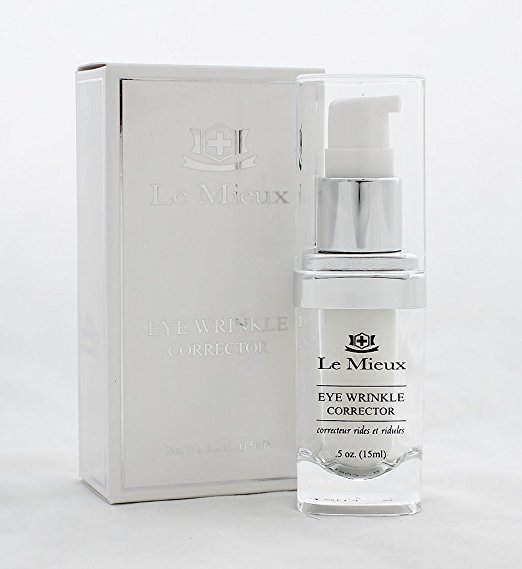 Le Mieux
EYE WRINKLE
CORRECTOR
Le Mieux
EYE WRINKLE
CORRECTOR
correcteur rides et ridules
.5 oz. (15ml)